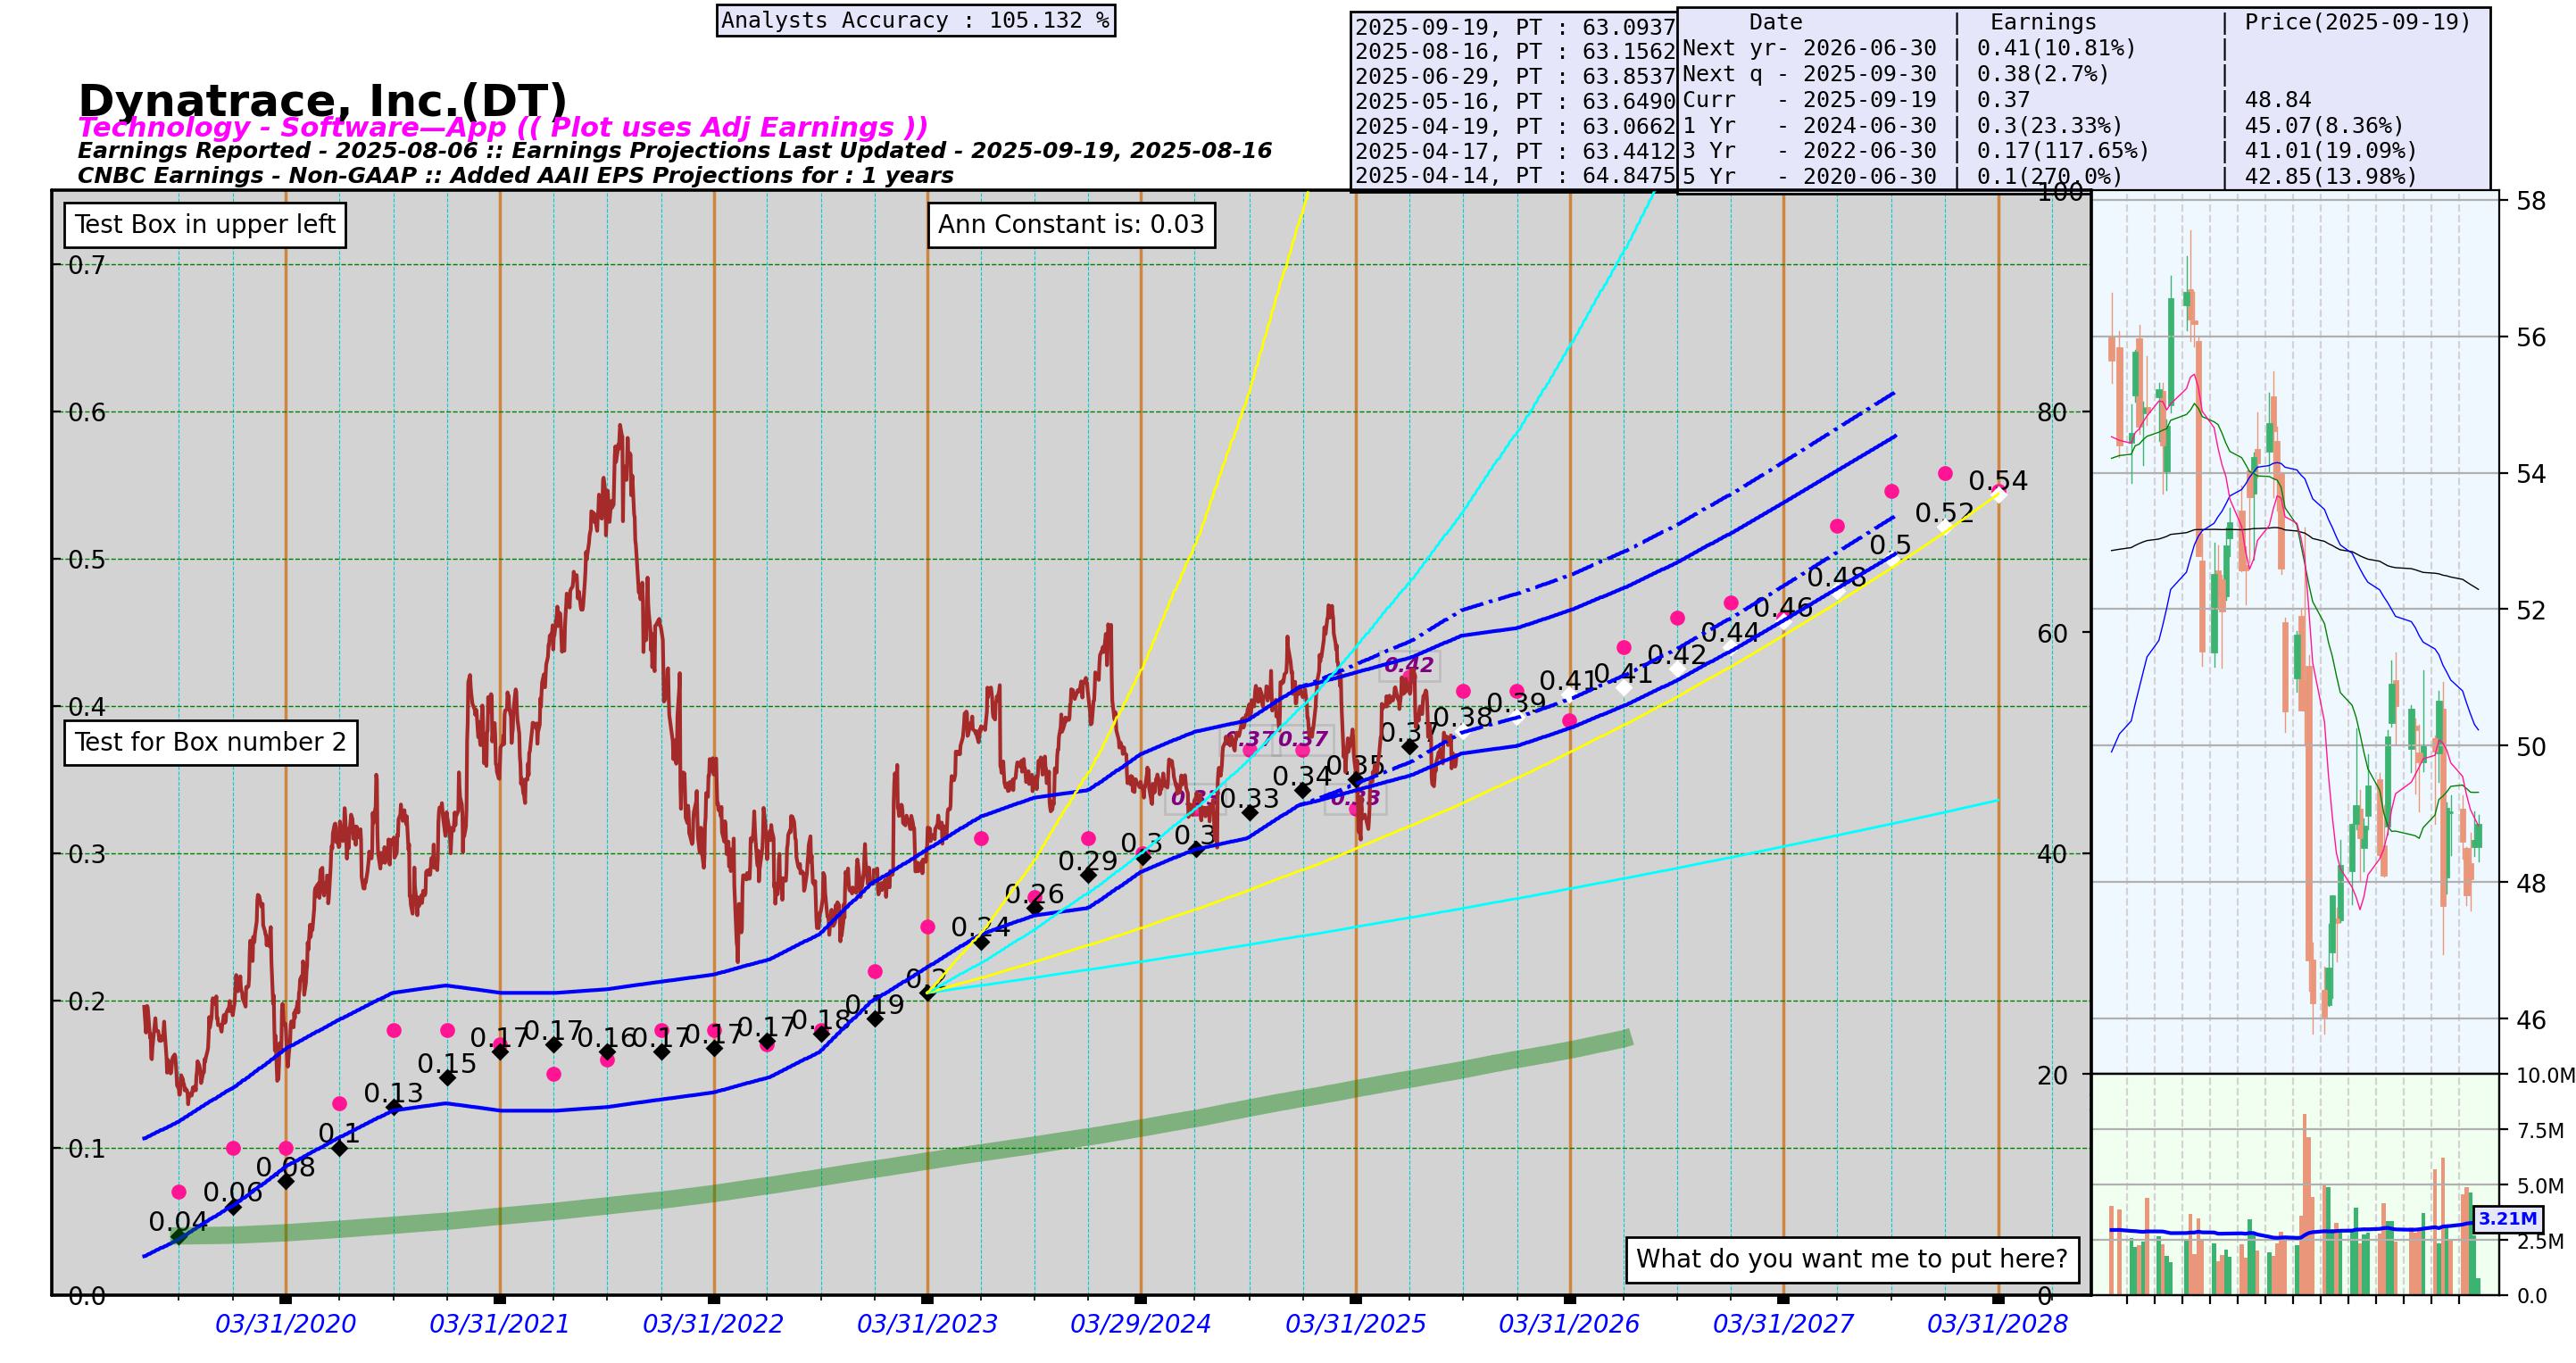 Analysts Accuracy : 105.132 %
2025-09-19, PT : 63.0937
2025-08-16, PT : 63.1562
2025-06-29, PT : 63.8537
2025-05-16, PT : 63.6490
2025-04-19, PT : 63.0662
2025-04-17, PT : 63.4412
2025-04-14, PT : 64.8475
Date | Earnings | Price(2025-09-19)
Next yr- 2026-06-30 | 0.41(10.81%) |
Next q - 2025-09-30 | 0.38(2.7%) |
Curr - 2025-09-19 | 0.37 | 48.84
1 Yr - 2024-06-30 | 0.3(23.33%) | 45.07(8.36%)
3 Yr - 2022-06-30 | 0.17(117.65%) | 41.01(19.09%)
5 Yr - 2020-06-30 | 0.1(270.0%) | 42.85(13.98%)
Dynatrace, Inc.(DT)
Technology - Software—App (( Plot uses Adj Earnings ))
Earnings Reported - 2025-08-06 :: Earnings Projections Last Updated - 2025-09-19, 2025-08-16
CNBC Earnings - Non-GAAP :: Added AAII EPS Projections for : 1 years
Test Box in upper left
Ann Constant is: 0.03
Test for Box number 2
What do you want me to put here?
0.7
0.6
0.5
0.4
0.3
0.2
0.1
0.0
0.04
0.06
0.08
0.1
0.13
0.15
0.17
0.17
0.16
0.17
0.17
0.17
0.18
0.19
0.2
0.24
0.26
0.29
0.3
0.3
0.33
0.34
0.35
0.37
0.38
0.39
0.41
0.41
0.42
0.44
0.46
0.48
0.5
0.52
0.54
0.33
0.37
0.37
0.33
0.42
100
80
60
40
20
0
58
56
54
52
50
48
46
10.0M
7.5M
5.0M
3.21M
2.5M
0.0
03/31/2020
03/31/2021
03/31/2022
03/31/2023
03/29/2024
03/31/2025
03/31/2026
03/31/2027
03/31/2028